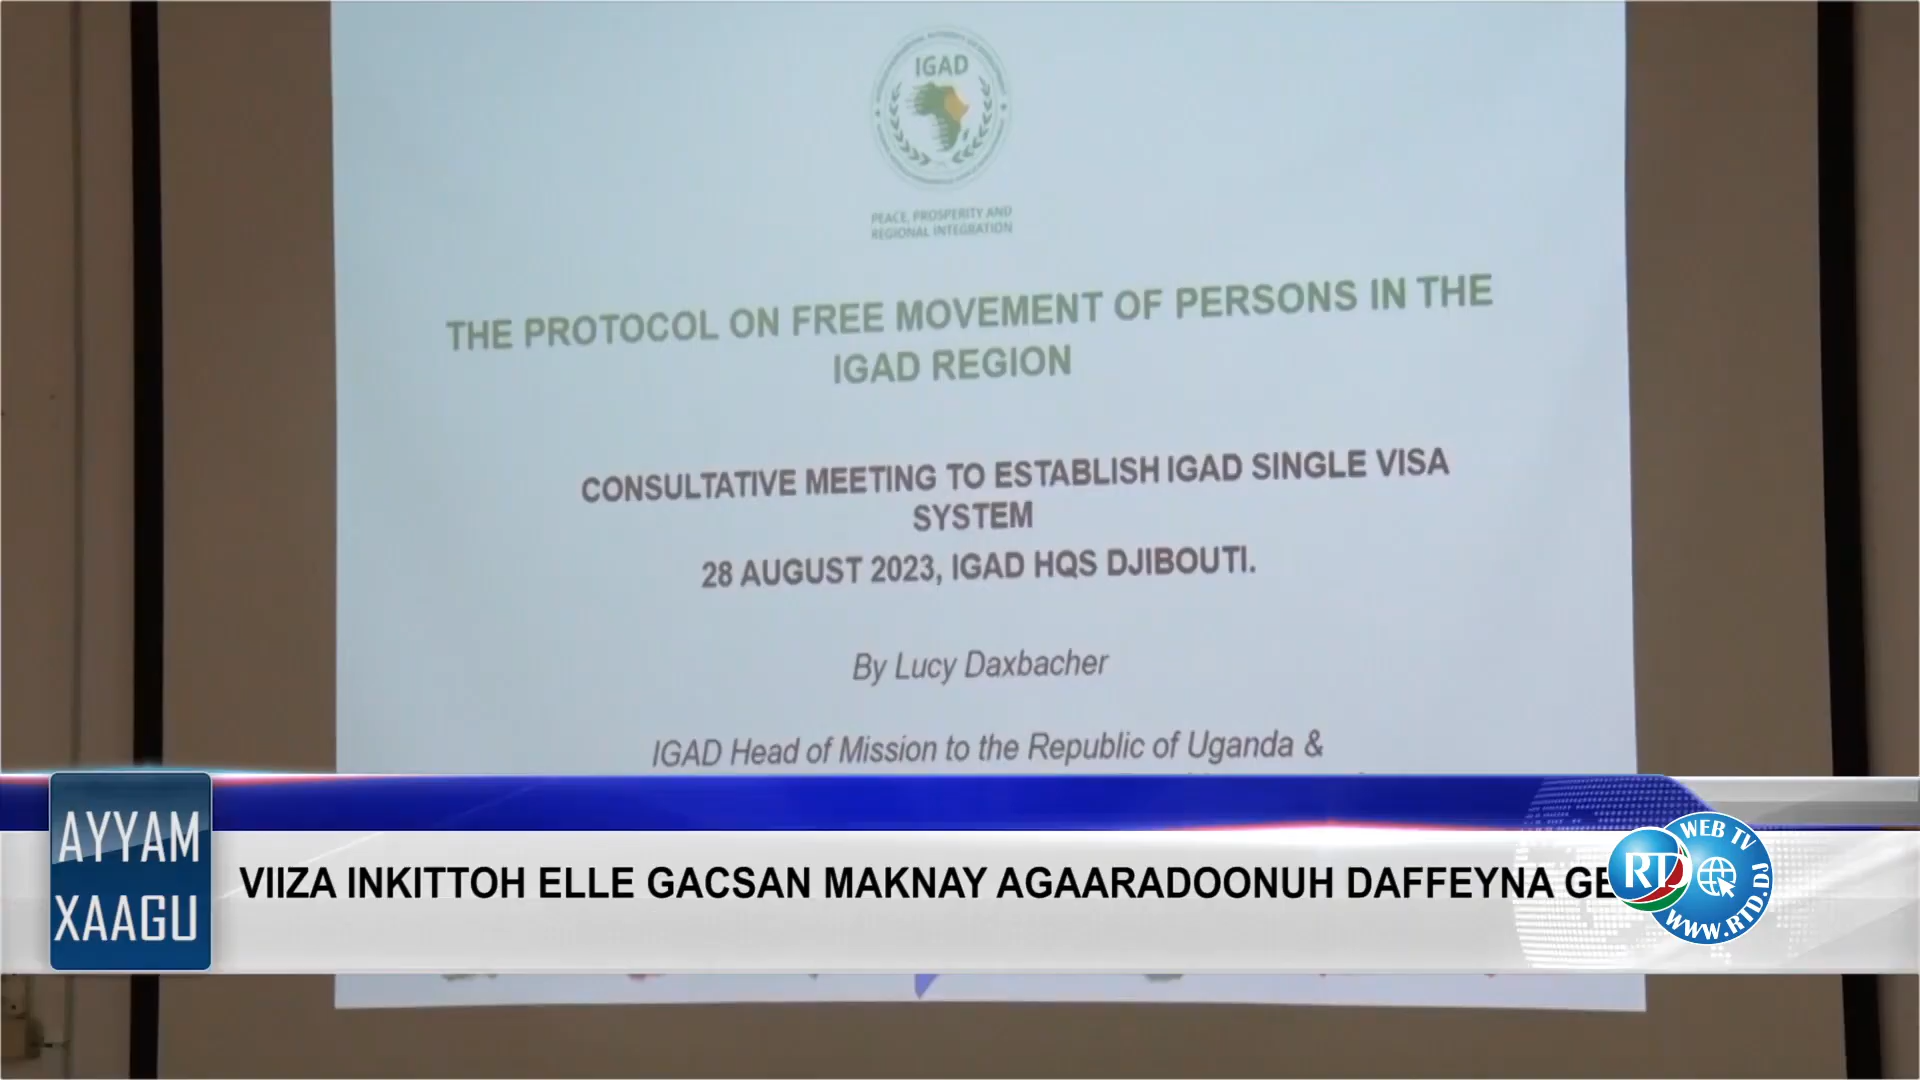 IGAD
PEACE, PROSPERITY AND
REGIONAL INTEGRATION
THE PROTOCOL ON FREE MOVEMENT OF PERSONS IN THE
IGAD REGION
CONSULTATIVE MEETING TO ESTABLISH IGAD SINGLE VISA
SYSTEM
28 AUGUST 2023, IGAD HQS DJIBOUTI.
By Lucy Daxbacher
IGAD Head of Mission to the Republic of Uganda &
AYYAM
XAAGU
VIIZA INKITTOH ELLE GACSAN MAKNAY AGAARADOONUH DAFFEYNA
WEB TV
RTD
WWW.RTD.DJ